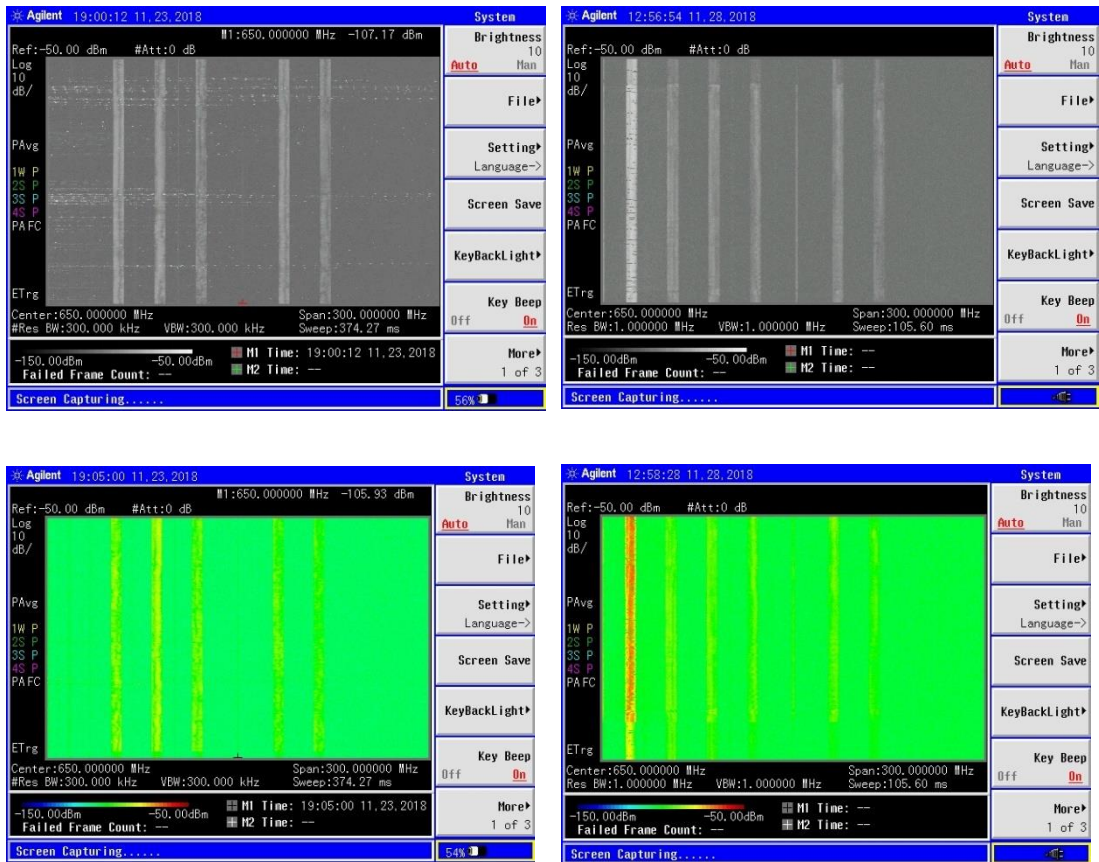 Agilent 19:00:12 11,23,2018 System
M1:650.000000 MHz -107.17 dBm
Ref:-50.00 dBm #Att:0 dB
Log
10
dB/
PAvg
1W P
2S P
3S P
4S P
PA FC
ETrg
Center:650.000000 MHz Span:300.000000 MHz
#Res BW:300.000 kHz VBW:300.000 kHz Sweep:374.27 ms
-150.00dBm -50.00dBm M1 Time: 19:00:12 11,23,2018
Failed Frame Count: -- M2 Time: --
Screen Capturing...... 56%
Brightness
10
Auto Man
File
Setting
Language->
Screen Save
KeyBackLight
Key Beep
Off On
More
1 of 3
Agilent 12:56:54 11,28,2018 System
Ref:-50.00 dBm #Att:0 dB
Log
10
dB/
PAvg
1W P
2S P
3S P
4S P
PA FC
ETrg
Center:650.000000 MHz Span:300.000000 MHz
Res BW:1.000000 MHz VBW:1.000000 MHz Sweep:105.60 ms
-150.00dBm -50.00dBm M1 Time: --
Failed Frame Count: -- M2 Time: --
Screen Capturing......
Brightness
10
Auto Man
File
Setting
Language->
Screen Save
KeyBackLight
Key Beep
Off On
More
1 of 3
Agilent 19:05:00 11,23,2018 System
M1:650.000000 MHz -105.93 dBm
Ref:-50.00 dBm #Att:0 dB
Log
10
dB/
PAvg
1W P
2S P
3S P
4S P
PA FC
ETrg
Center:650.000000 MHz Span:300.000000 MHz
#Res BW:300.000 kHz VBW:300.000 kHz Sweep:374.27 ms
-150.00dBm -50.00dBm M1 Time: 19:05:00 11,23,2018
Failed Frame Count: -- M2 Time: --
Screen Capturing...... 54%
Brightness
10
Auto Man
File
Setting
Language->
Screen Save
KeyBackLight
Key Beep
Off On
More
1 of 3
Agilent 12:58:28 11,28,2018 System
Ref:-50.00 dBm #Att:0 dB
Log
10
dB/
PAvg
1W P
2S P
3S P
4S P
PA FC
ETrg
Center:650.000000 MHz Span:300.000000 MHz
Res BW:1.000000 MHz VBW:1.000000 MHz Sweep:105.60 ms
-150.00dBm -50.00dBm M1 Time: --
Failed Frame Count: -- M2 Time: --
Screen Capturing......
Brightness
10
Auto Man
File
Setting
Language->
Screen Save
KeyBackLight
Key Beep
Off On
More
1 of 3